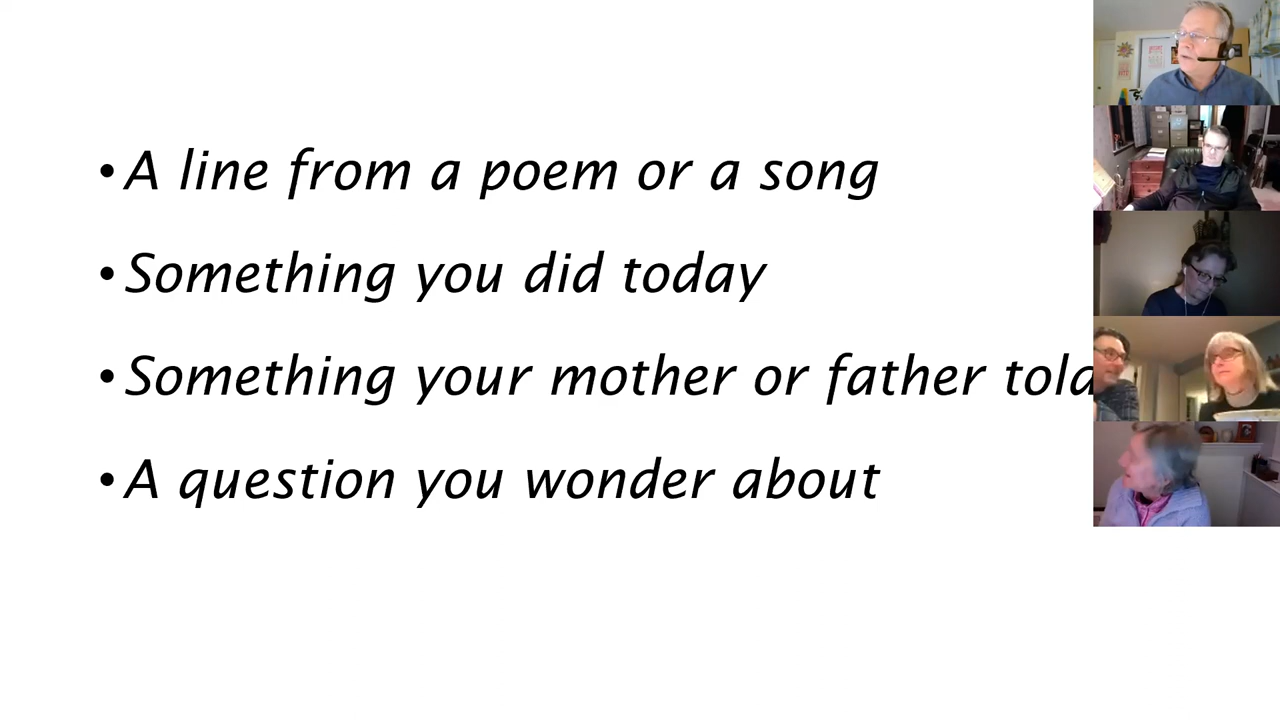 • A line from a poem or a song
• Something you did today
• Something your mother or father told
• A question you wonder about